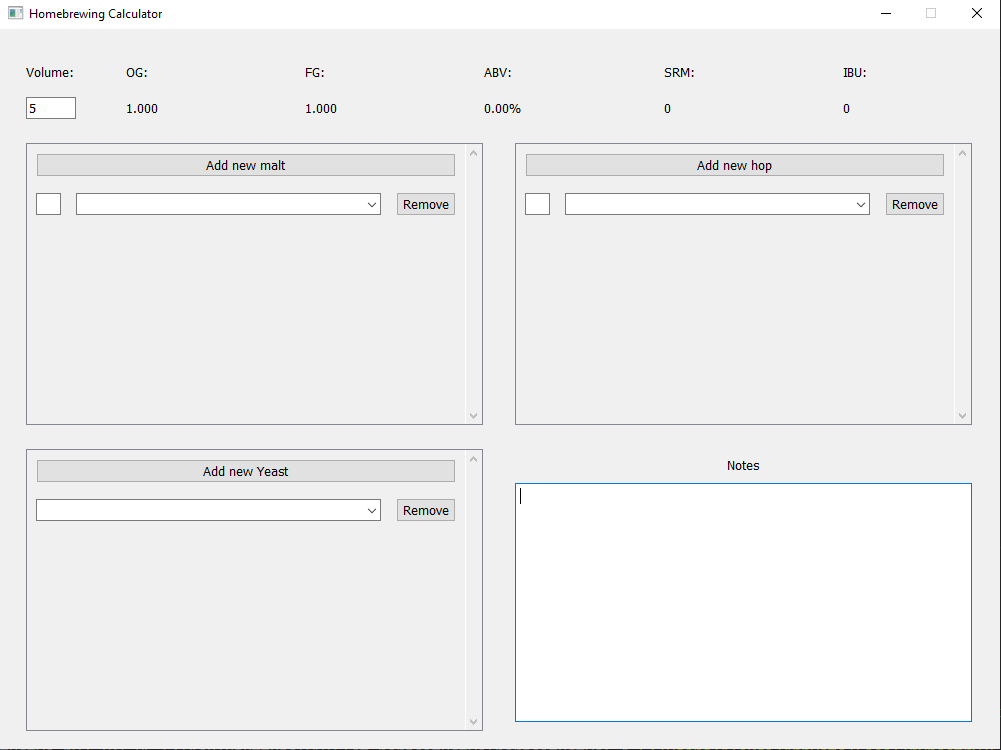 Homebrewing Calculator
Volume: OG: FG: ABV: SRM: IBU:
5 1.000 1.000 0.00% 0 0
Add new malt
Remove
Add new hop
Remove
Add new Yeast
Remove
Notes